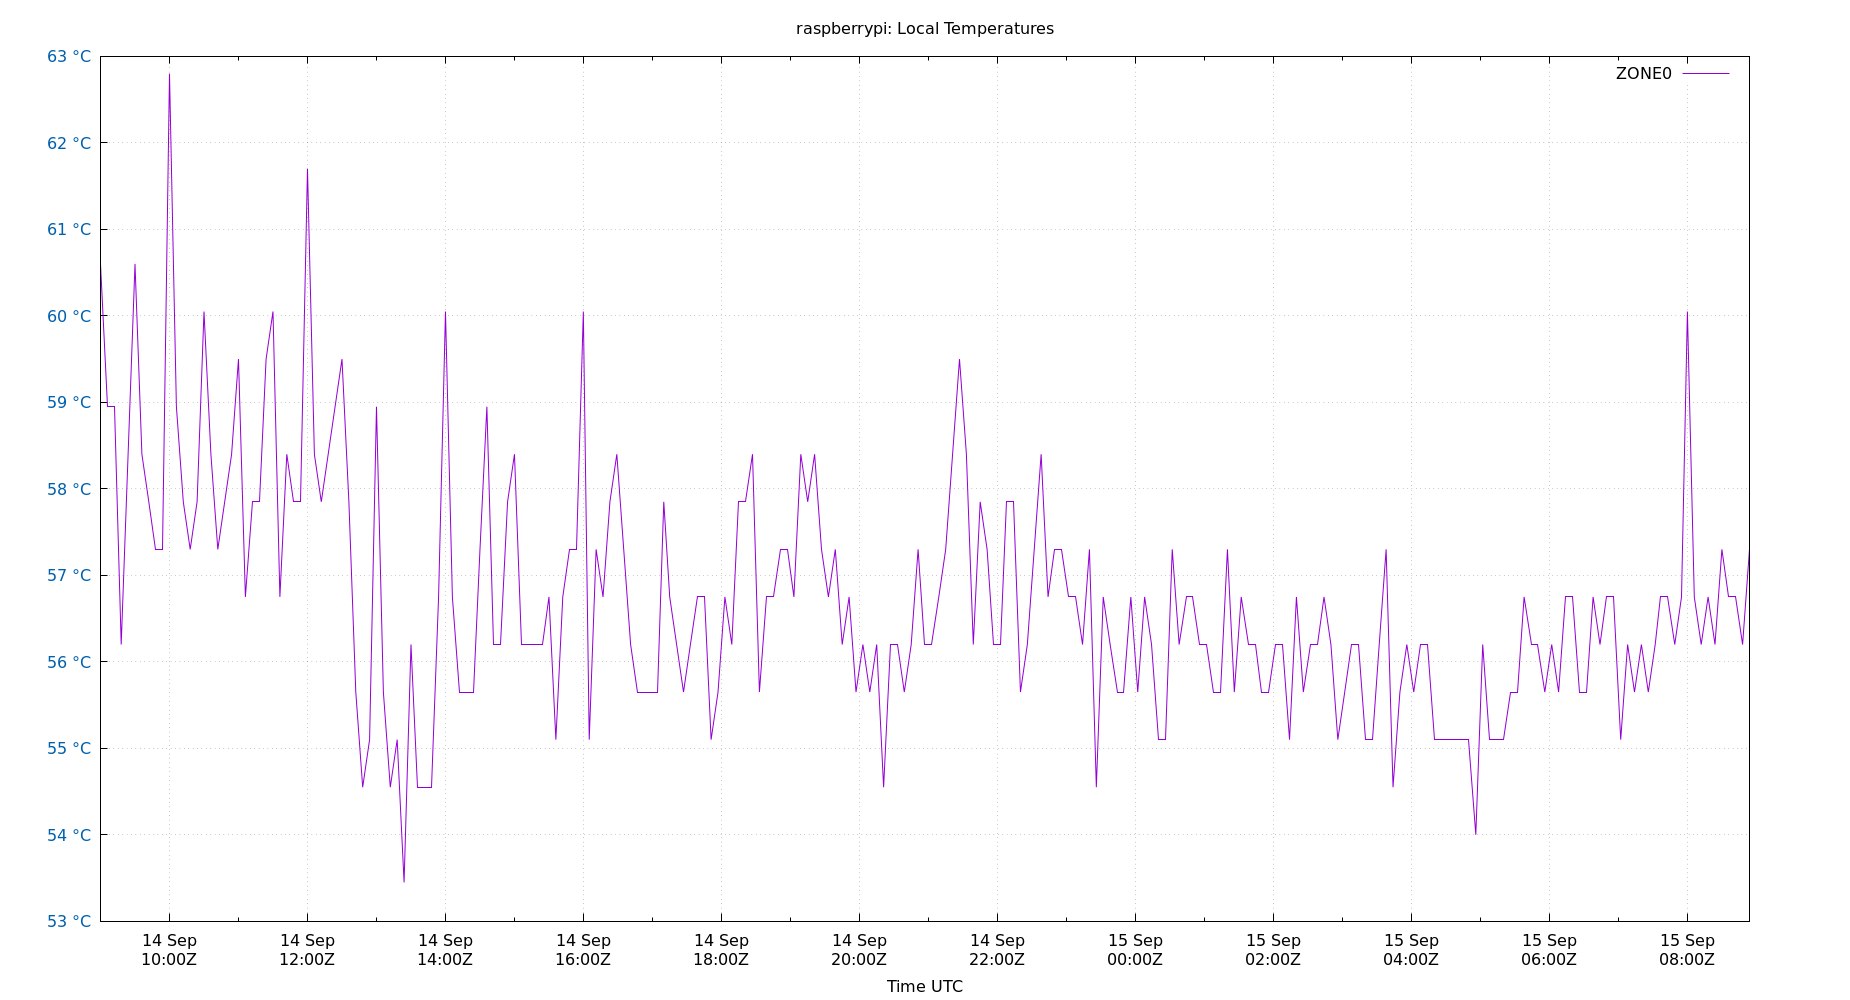 raspberrypi: Local Temperatures
63 °C
ZONE0
62 °C
61 °C
60 °C
59 °C
58 °C
57 °C
56 °C
55 °C
54 °C
53 °C
14 Sep 14 Sep 14 Sep 14 Sep 14 Sep 14 Sep 14 Sep 15 Sep 15 Sep 15 Sep 15 Sep 15 Sep
10:00Z 12:00Z 14:00Z 16:00Z 18:00Z 20:00Z 22:00Z 00:00Z 02:00Z 04:00Z 06:00Z 08:00Z
Time UTC